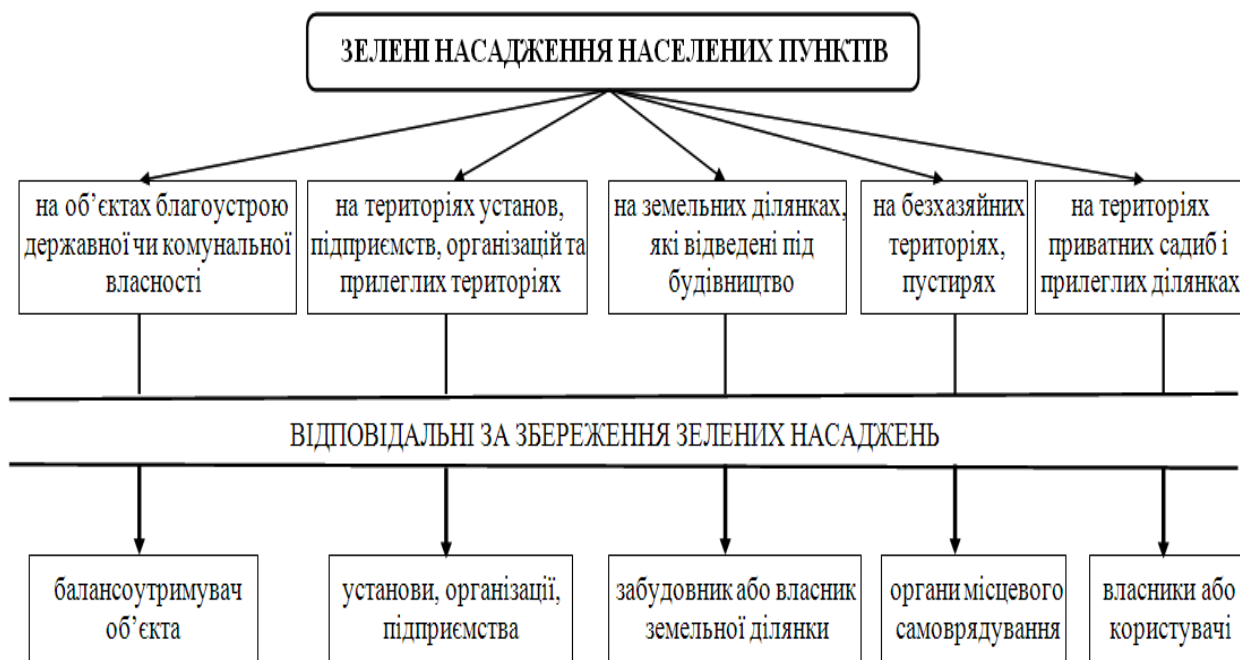 ЗЕЛЕНІ НАСАДЖЕННЯ НАСЕЛЕНИХ ПУНКТІВ
на об’єктах благоустрою
державної чи комунальної
власності
на територіях установ,
підприємств, організацій та
прилеглих територіях
на земельних ділянках,
які відведені під
будівництво
на безхазяйних
територіях,
пустирях
на територіях
приватних садиб і
прилеглих ділянках
ВІДПОВІДАЛЬНІ ЗА ЗБЕРЕЖЕННЯ ЗЕЛЕНИХ НАСАДЖЕНЬ
балансоутримувач
об’єкта
установи, організації,
підприємства
забудовник або власник
земельної ділянки
органи місцевого
самоврядування
власники або
користувачі